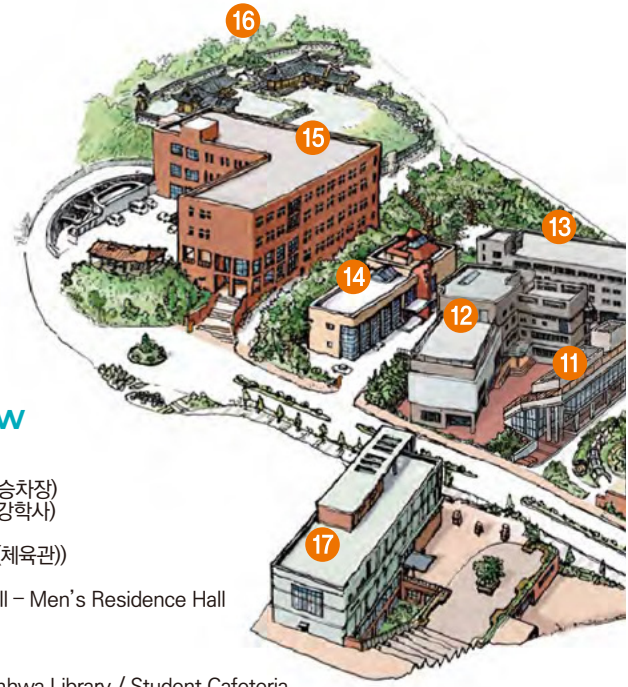 16
15
13
14
12
11
w
승차장)
강학사)
체육관))
ll – Men's Residence Hall
17
Library / Student Cafeteria